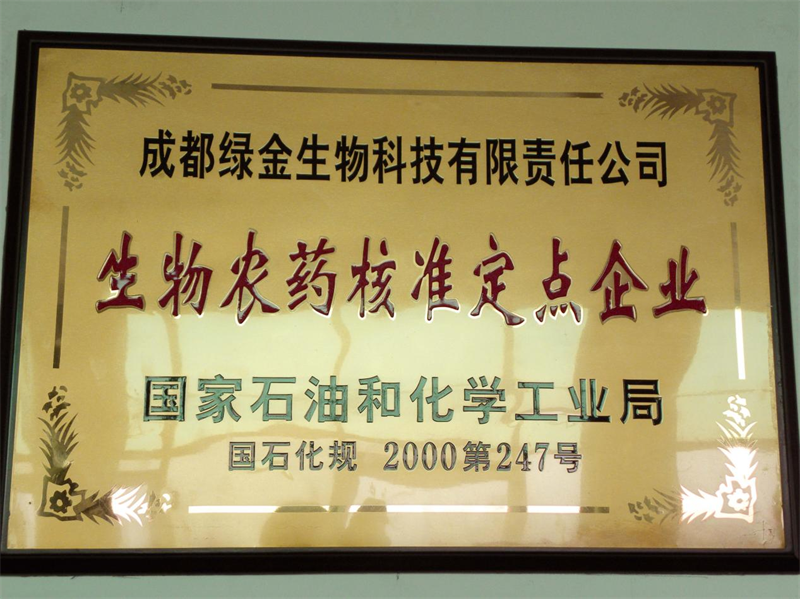 成都绿金生物科技有限责任公司
生物农药核准定点企业
国家石油和化学工业局
国石化规 2000第247号